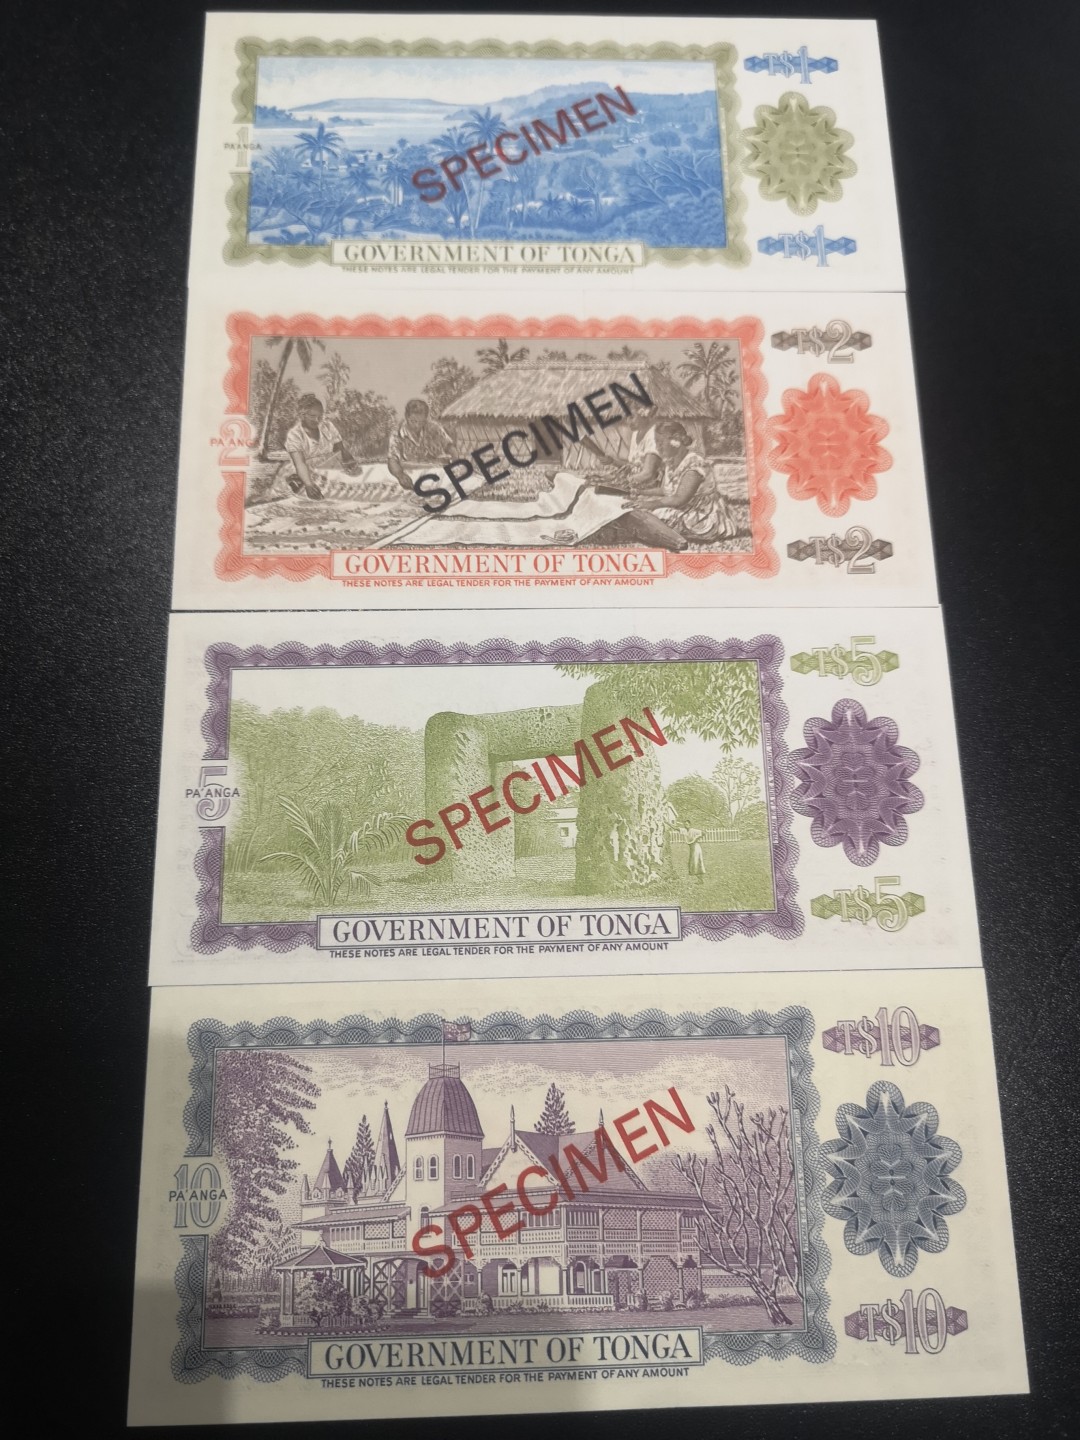 T$1
SPECIMEN
1
PA'ANGA
T$1
GOVERNMENT OF TONGA
THESE NOTES ARE LEGAL TENDER FOR THE PAYMENT OF ANY AMOUNT
T$2
SPECIMEN
2
PA'ANGA
T$2
GOVERNMENT OF TONGA
THESE NOTES ARE LEGAL TENDER FOR THE PAYMENT OF ANY AMOUNT
T$5
SPECIMEN
5
PA'ANGA
T$5
GOVERNMENT OF TONGA
THESE NOTES ARE LEGAL TENDER FOR THE PAYMENT OF ANY AMOUNT
T$10
SPECIMEN
10
PA'ANGA
T$10
GOVERNMENT OF TONGA
THESE NOTES ARE LEGAL TENDER FOR THE PAYMENT OF ANY AMOUNT